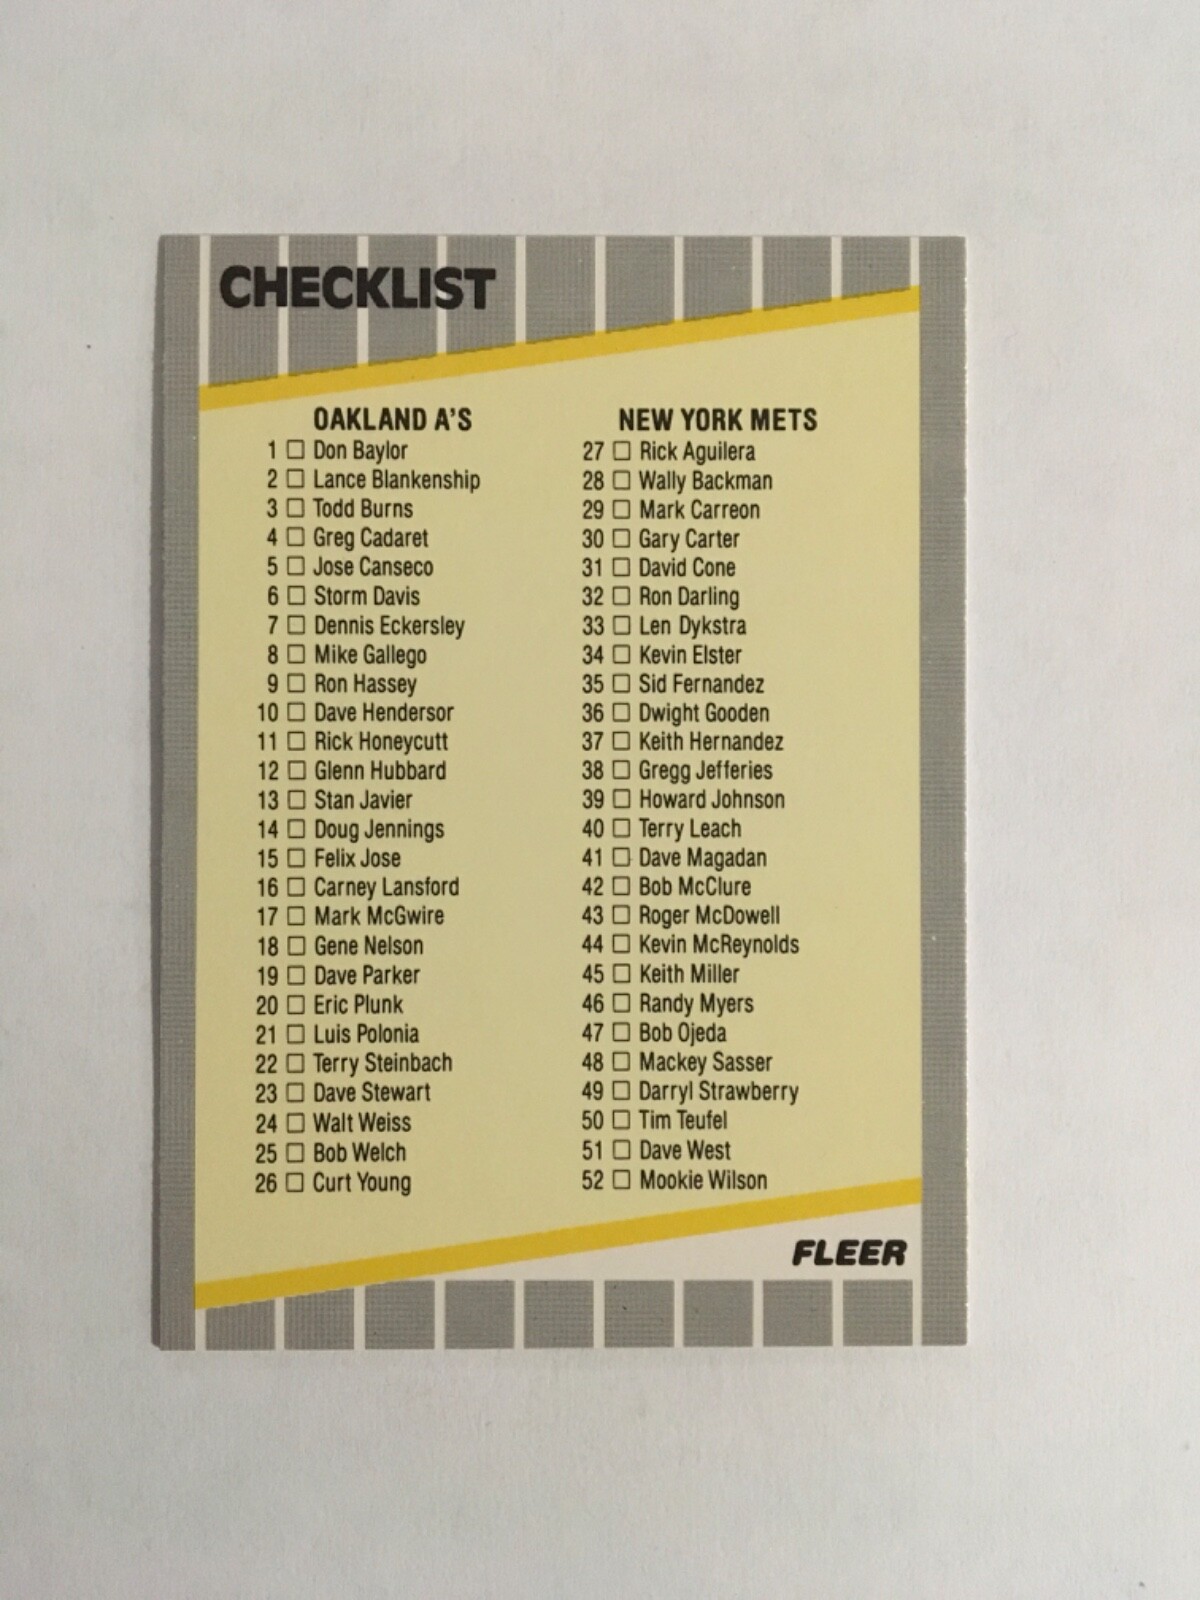 CHECKLIST
OAKLAND A'S
1 ☐ Don Baylor
2 ☐ Lance Blankenship
3 ☐ Todd Burns
4 ☐ Greg Cadaret
5 ☐ Jose Canseco
6 ☐ Storm Davis
7 ☐ Dennis Eckersley
8 ☐ Mike Gallego
9 ☐ Ron Hassey
10 ☐ Dave Hendersor
11 ☐ Rick Honeycutt
12 ☐ Glenn Hubbard
13 ☐ Stan Javier
14 ☐ Doug Jennings
15 ☐ Felix Jose
16 ☐ Carney Lansford
17 ☐ Mark McGwire
18 ☐ Gene Nelson
19 ☐ Dave Parker
20 ☐ Eric Plunk
21 ☐ Luis Polonia
22 ☐ Terry Steinbach
23 ☐ Dave Stewart
24 ☐ Walt Weiss
25 ☐ Bob Welch
26 ☐ Curt Young
NEW YORK METS
27 ☐ Rick Aguilera
28 ☐ Wally Backman
29 ☐ Mark Carreon
30 ☐ Gary Carter
31 ☐ David Cone
32 ☐ Ron Darling
33 ☐ Len Dykstra
34 ☐ Kevin Elster
35 ☐ Sid Fernandez
36 ☐ Dwight Gooden
37 ☐ Keith Hernandez
38 ☐ Gregg Jefferies
39 ☐ Howard Johnson
40 ☐ Terry Leach
41 ☐ Dave Magadan
42 ☐ Bob McClure
43 ☐ Roger McDowell
44 ☐ Kevin McReynolds
45 ☐ Keith Miller
46 ☐ Randy Myers
47 ☐ Bob Ojeda
48 ☐ Mackey Sasser
49 ☐ Darryl Strawberry
50 ☐ Tim Teufel
51 ☐ Dave West
52 ☐ Mookie Wilson
FLEER